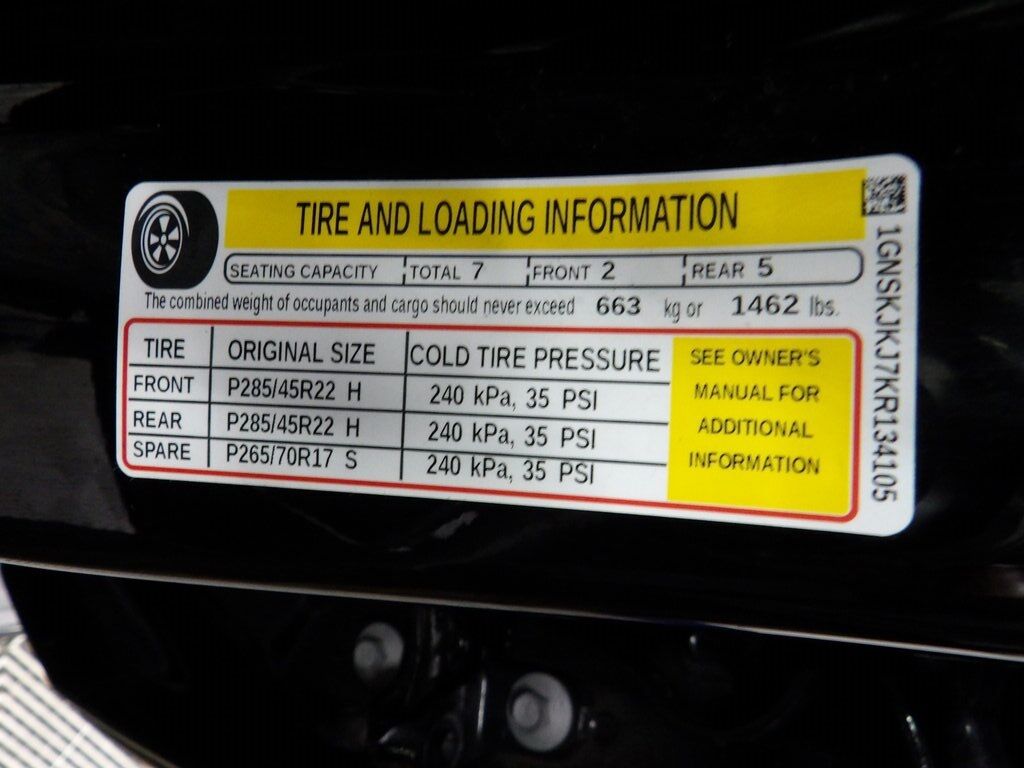 TIRE AND LOADING INFORMATION
SEATING CAPACITY TOTAL 7 FRONT 2 REAR 5
The combined weight of occupants and cargo should never exceed 663 kg or 1462 lbs.
TIRE ORIGINAL SIZE COLD TIRE PRESSURE
FRONT P285/45R22 H 240 kPa, 35 PSI
REAR P285/45R22 H 240 kPa, 35 PSI
SPARE P265/70R17 S 240 kPa, 35 PSI
SEE OWNER'S
MANUAL FOR
ADDITIONAL
INFORMATION
1GNSKJKJ7KR134105